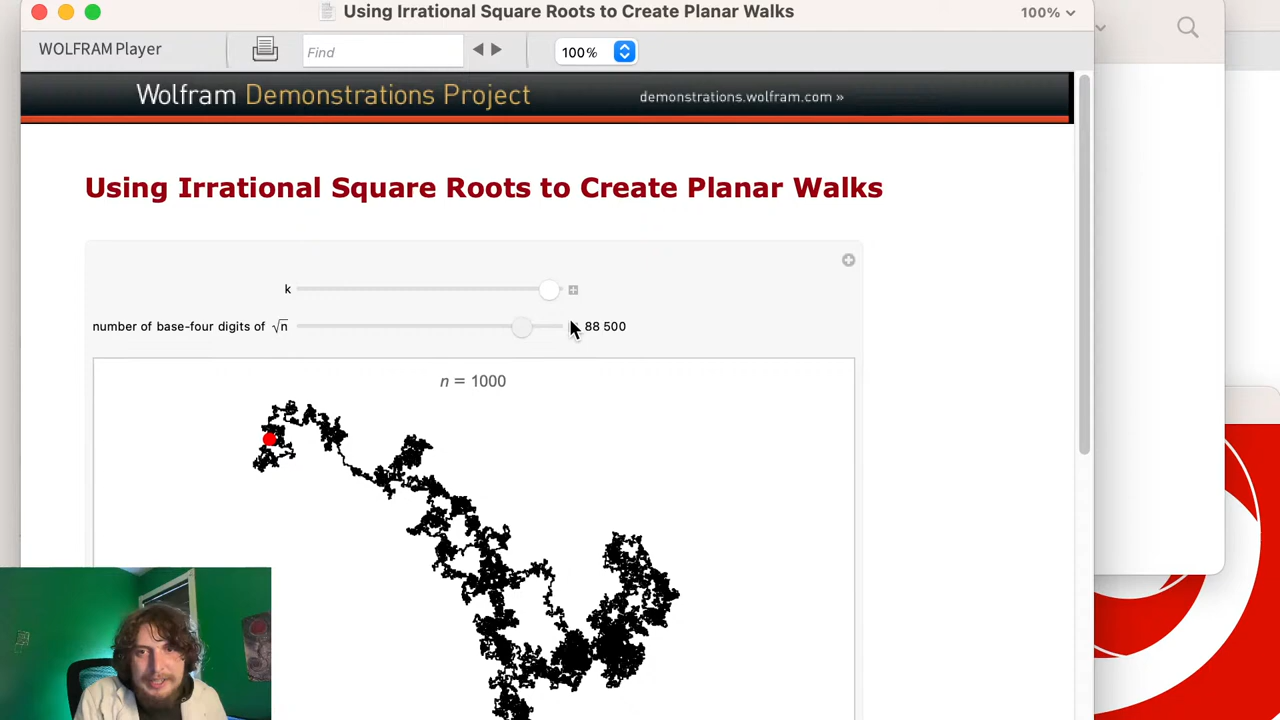 Using Irrational Square Roots to Create Planar Walks
100%
WOLFRAM Player
Find
100%
Wolfram Demonstrations Project
demonstrations.wolfram.com »
Using Irrational Square Roots to Create Planar Walks
k
number of base-four digits of √n
88 500
n = 1000